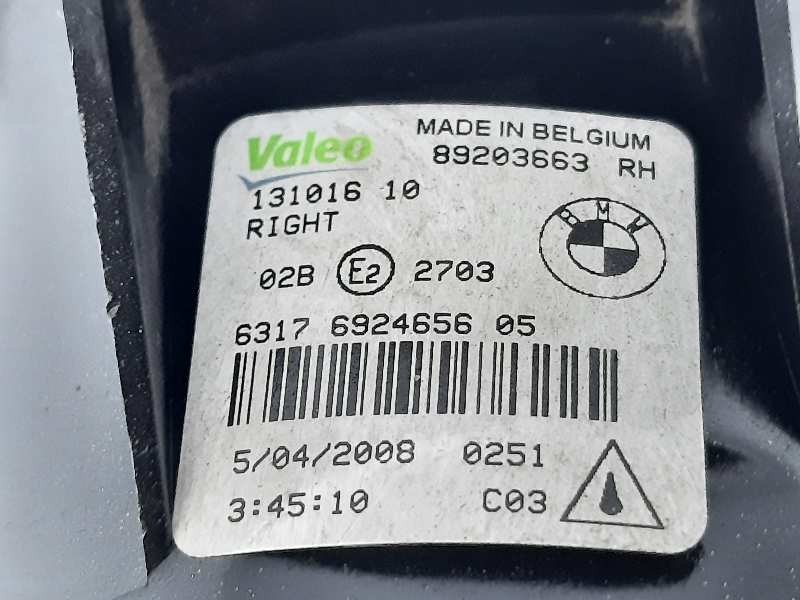 Valeo MADE IN BELGIUM
89203663 RH
131016 10
RIGHT
BMW
02B E2 2703
6317 6924656 05
5/04/2008 0251
3:45:10 C03